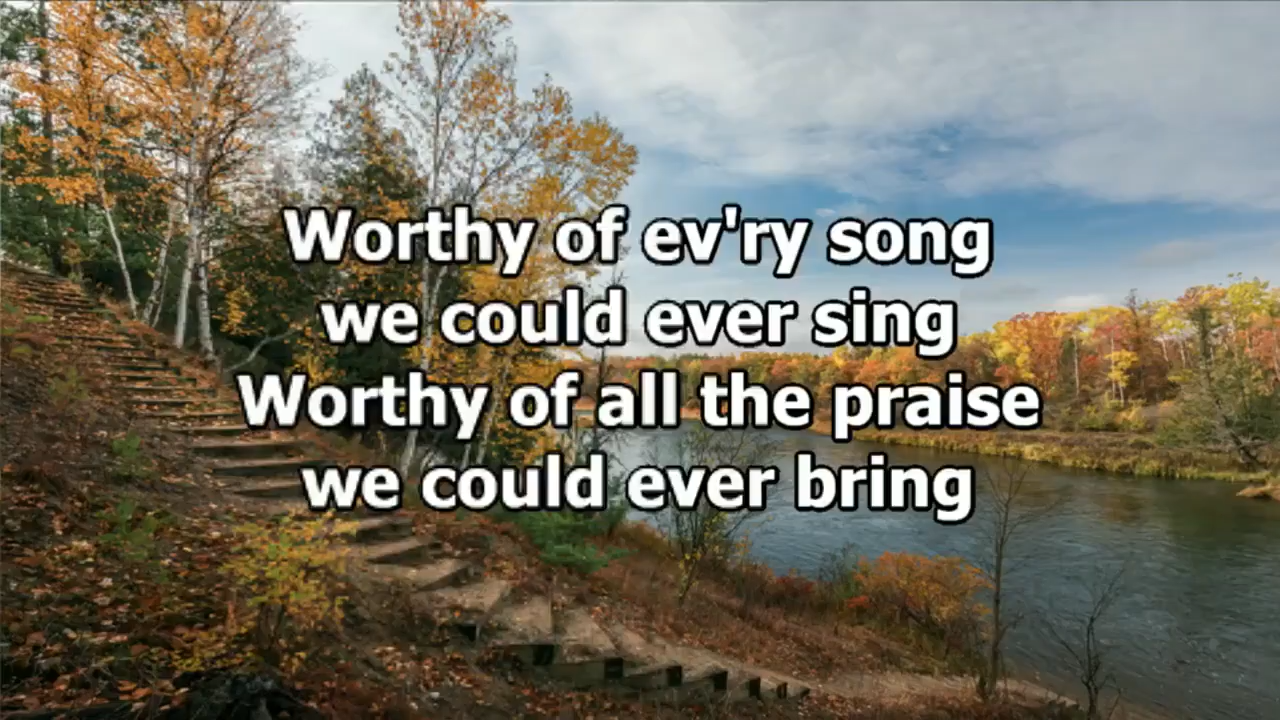 Worthy of ev'ry song
we could ever sing
Worthy of all the praise
we could ever bring